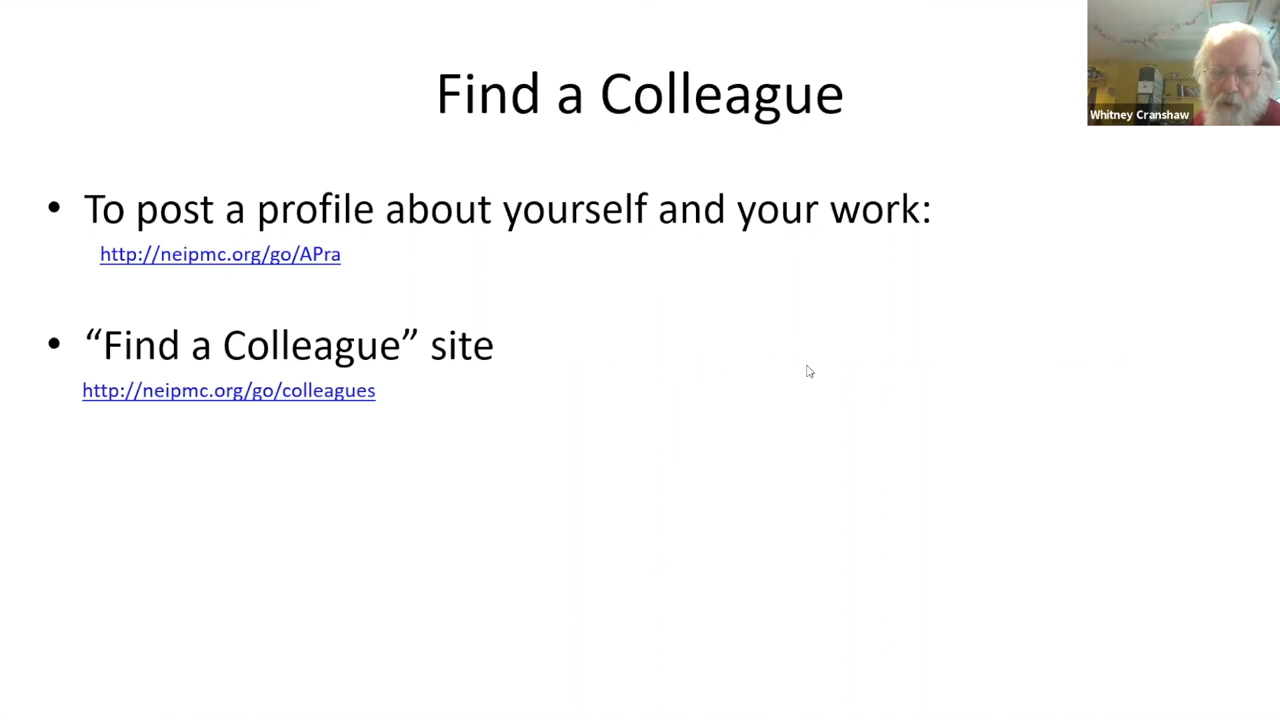 Find a Colleague
Whitney Cranshaw
• To post a profile about yourself and your work:
http://neipmc.org/go/APra
• “Find a Colleague” site
http://neipmc.org/go/colleagues